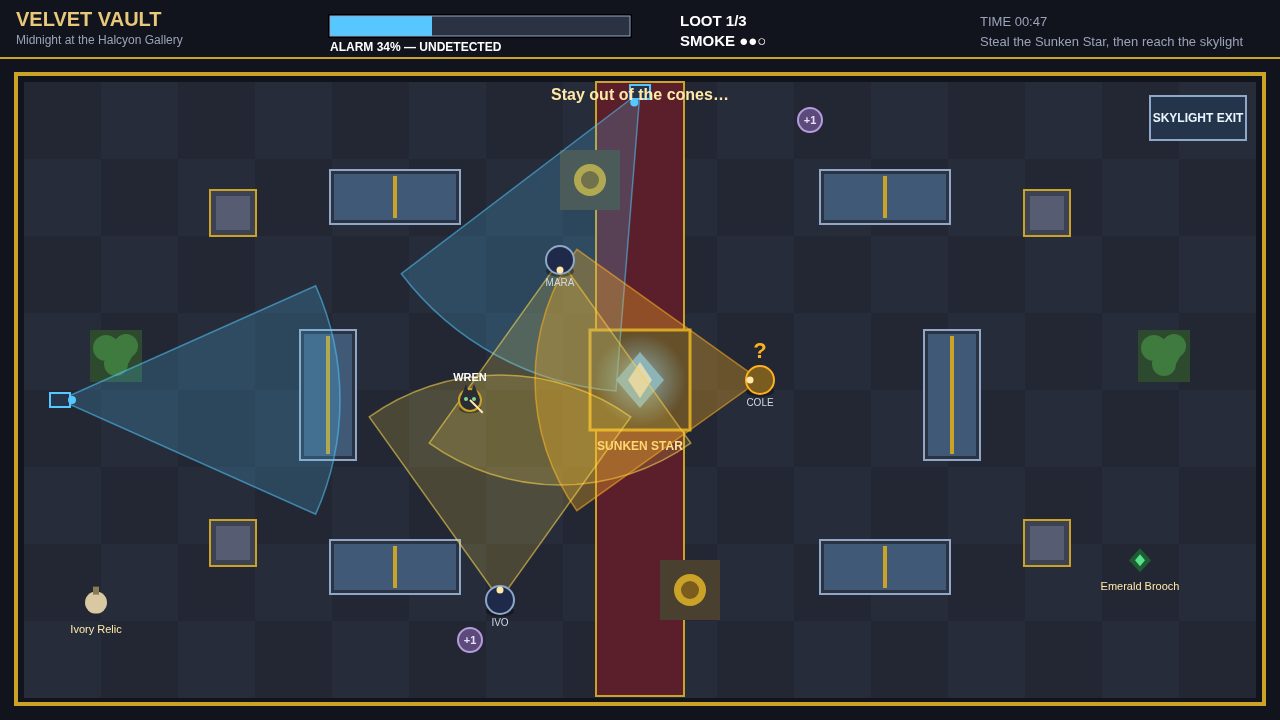 VELVET VAULT
Midnight at the Halcyon Gallery
ALARM 34% — UNDETECTED
LOOT 1/3
SMOKE ●●○
TIME 00:47
Steal the Sunken Star, then reach the skylight
Stay out of the cones…
+1
SKYLIGHT EXIT
MARA
?
WREN
COLE
SUNKEN STAR
Emerald Brooch
IVO
Ivory Relic
+1